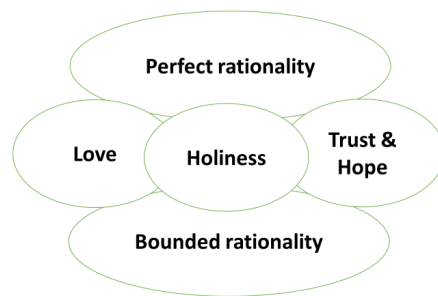 Perfect rationality
Love
Holiness
Trust &
Hope
Bounded rationality